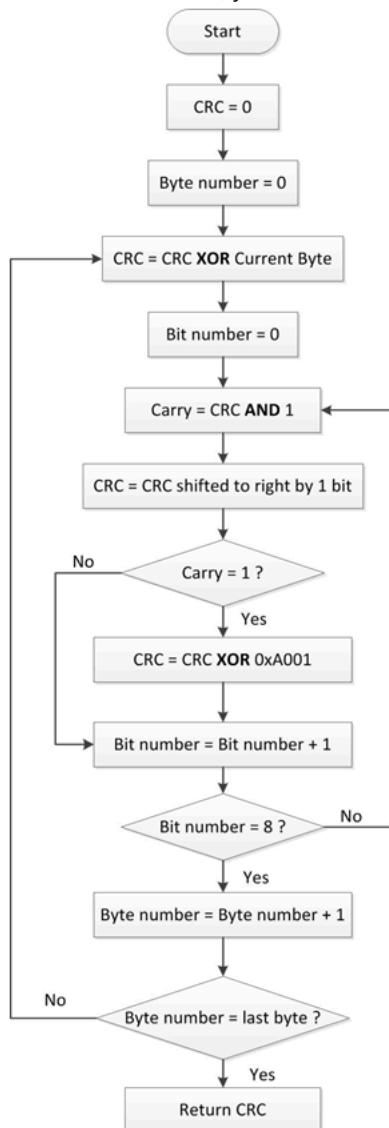 Start
CRC = 0
Byte number = 0
CRC = CRC XOR Current Byte
Bit number = 0
Carry = CRC AND 1
CRC = CRC shifted to right by 1 bit
No
Carry = 1 ?
Yes
CRC = CRC XOR 0xA001
Bit number = Bit number + 1
Bit number = 8 ?
No
Yes
Byte number = Byte number + 1
No
Byte number = last byte ?
Yes
Return CRC